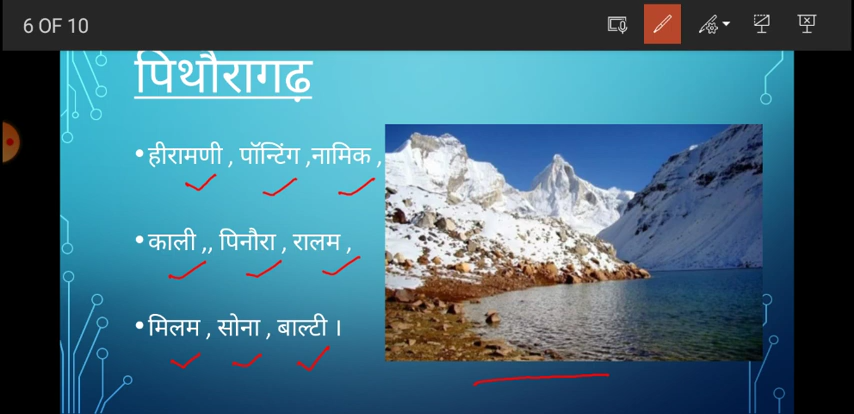 6 OF 10
पिथौरागढ़
•हीरामणी , पॉन्टिंग ,नामिक ,
•काली ,, पिनौरा , रालम ,
•मिलम , सोना , बाल्टी ।